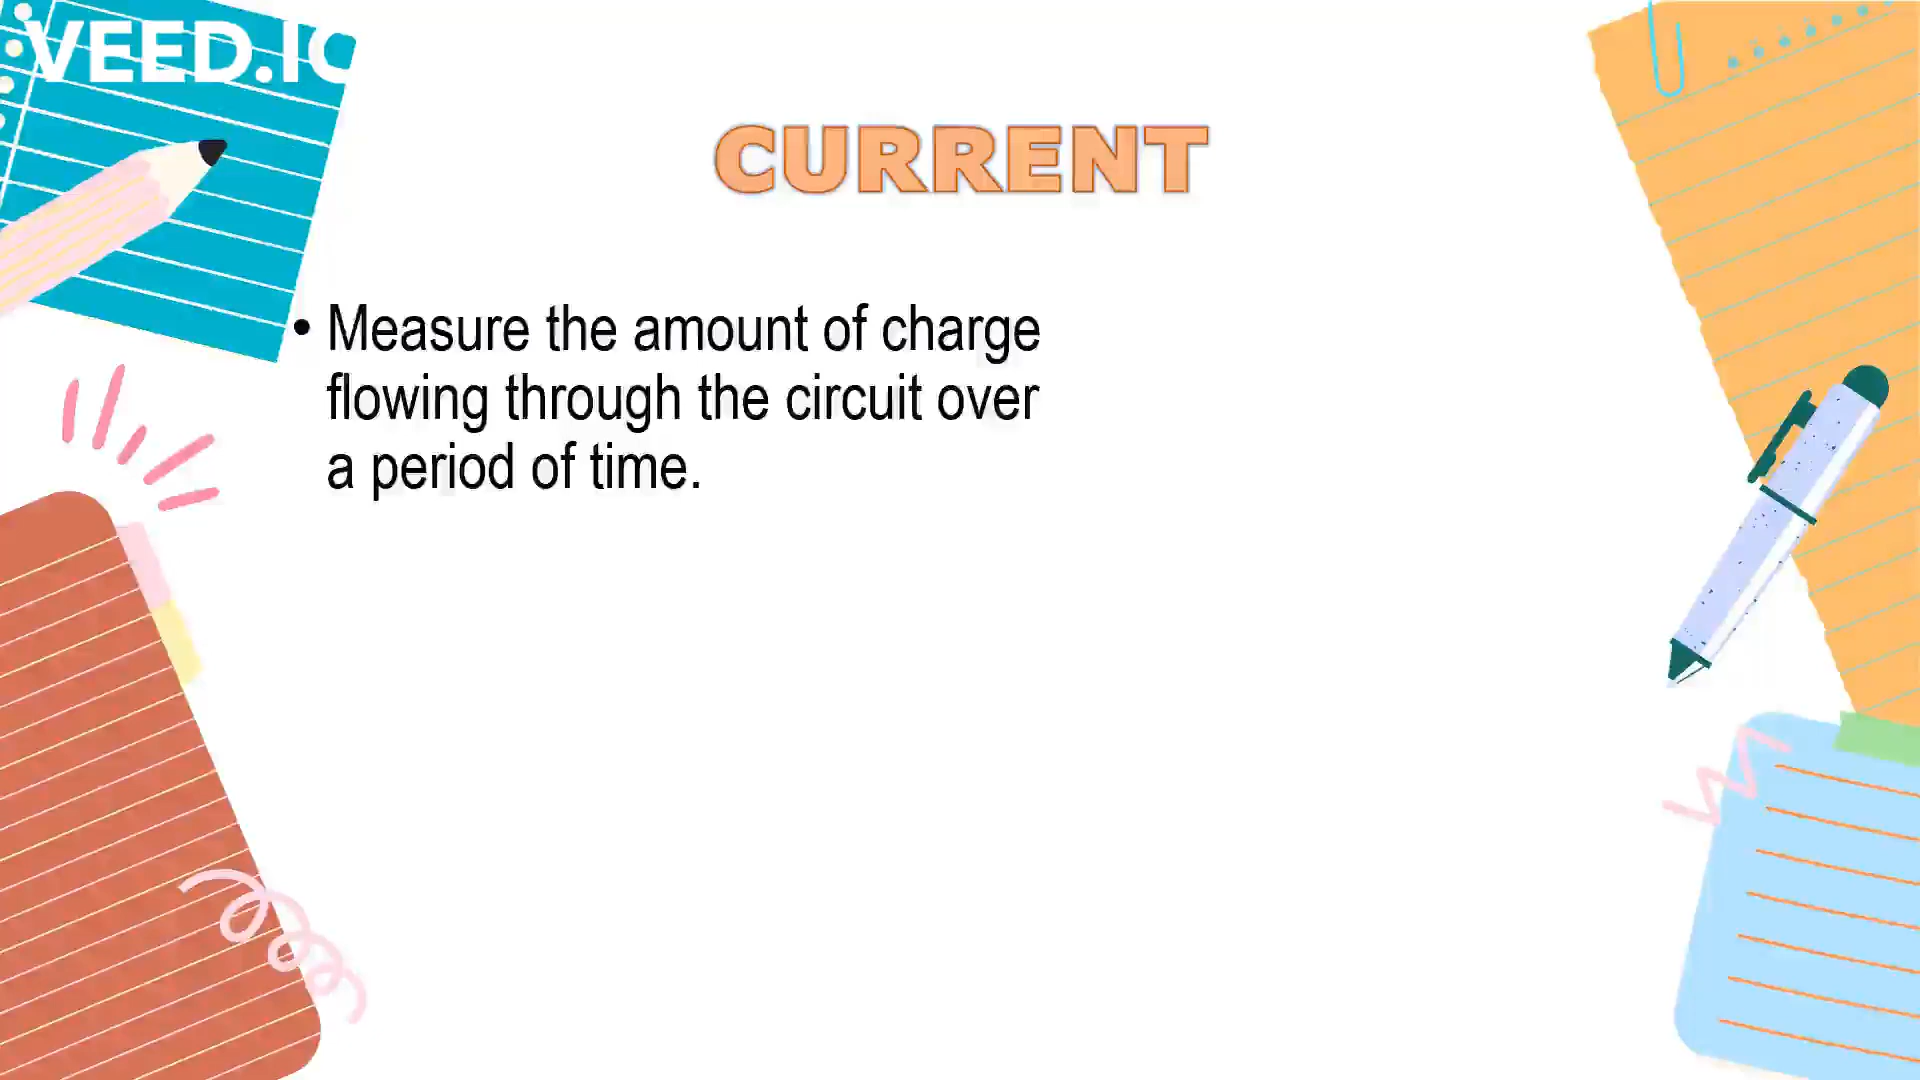 VEED.IO
CURRENT
• Measure the amount of charge
flowing through the circuit over
a period of time.